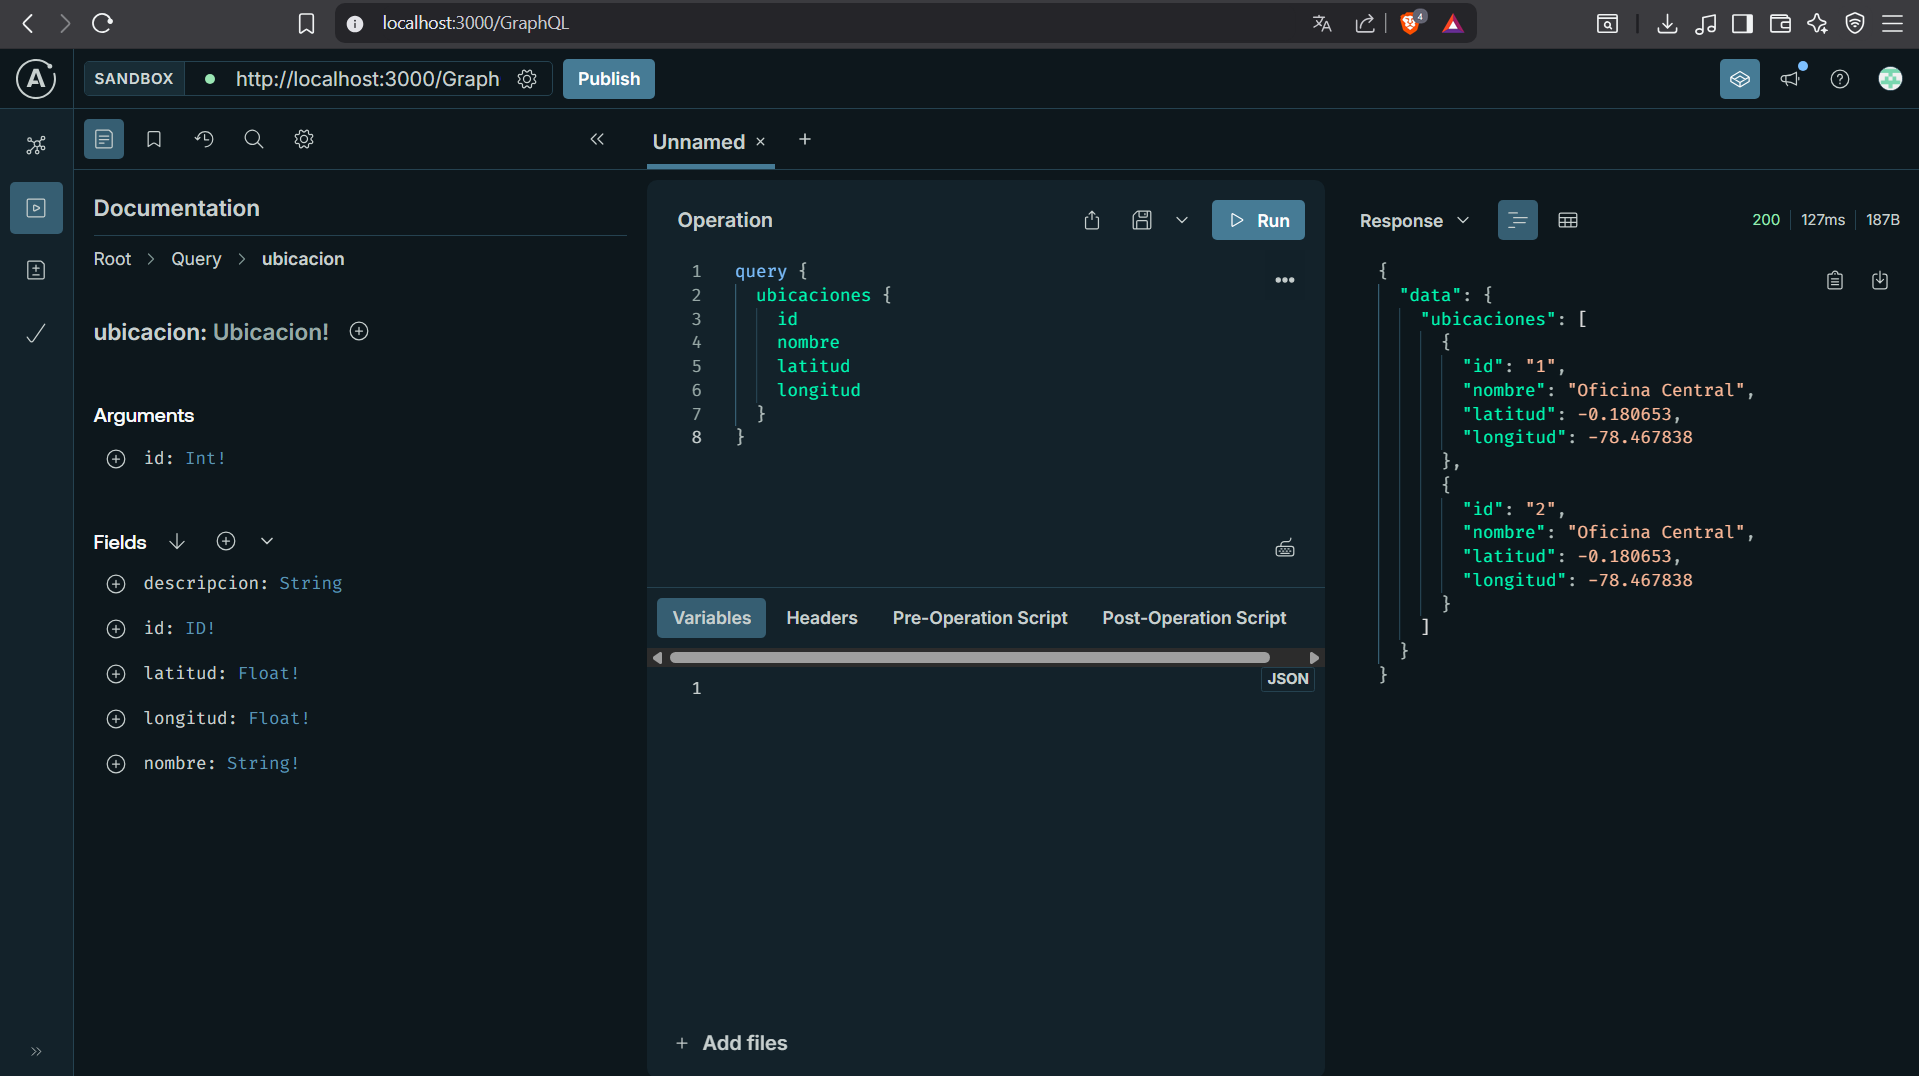 localhost:3000/GraphQL
4
A
SANDBOX
http://localhost:3000/Graph
Publish
Unnamed
Documentation
Root > Query > ubicacion
ubicacion: Ubicacion!
Arguments
id: Int!
Fields
descripcion: String
id: ID!
latitud: Float!
longitud: Float!
nombre: String!
Operation
Run
1 query {
2 ubicaciones {
3 id
4 nombre
5 latitud
6 longitud
7 }
8 }
Variables
Headers
Pre-Operation Script
Post-Operation Script
JSON
1
+ Add files
Response
200
127ms
187B
{
"data": {
"ubicaciones": [
{
"id": "1",
"nombre": "Oficina Central",
"latitud": -0.180653,
"longitud": -78.467838
},
{
"id": "2",
"nombre": "Oficina Central",
"latitud": -0.180653,
"longitud": -78.467838
}
]
}
}